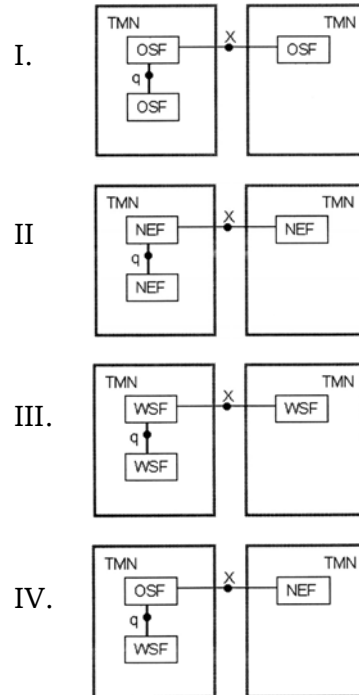 TMN TMN
I. OSF X OSF
q
OSF
TMN TMN
II NEF X NEF
q
NEF
TMN TMN
III. WSF X WSF
q
WSF
TMN TMN
IV. OSF X NEF
q
WSF